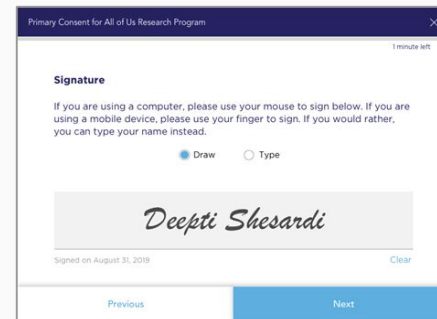 Primary Consent for All of Us Research Program
1 minute left
Signature
If you are using a computer, please use your mouse to sign below. If you are
using a mobile device, please use your finger to sign. If you would rather,
you can type your name instead.
Draw Type
Deepti Shesardi
Signed on August 31, 2019 Clear
Previous Next